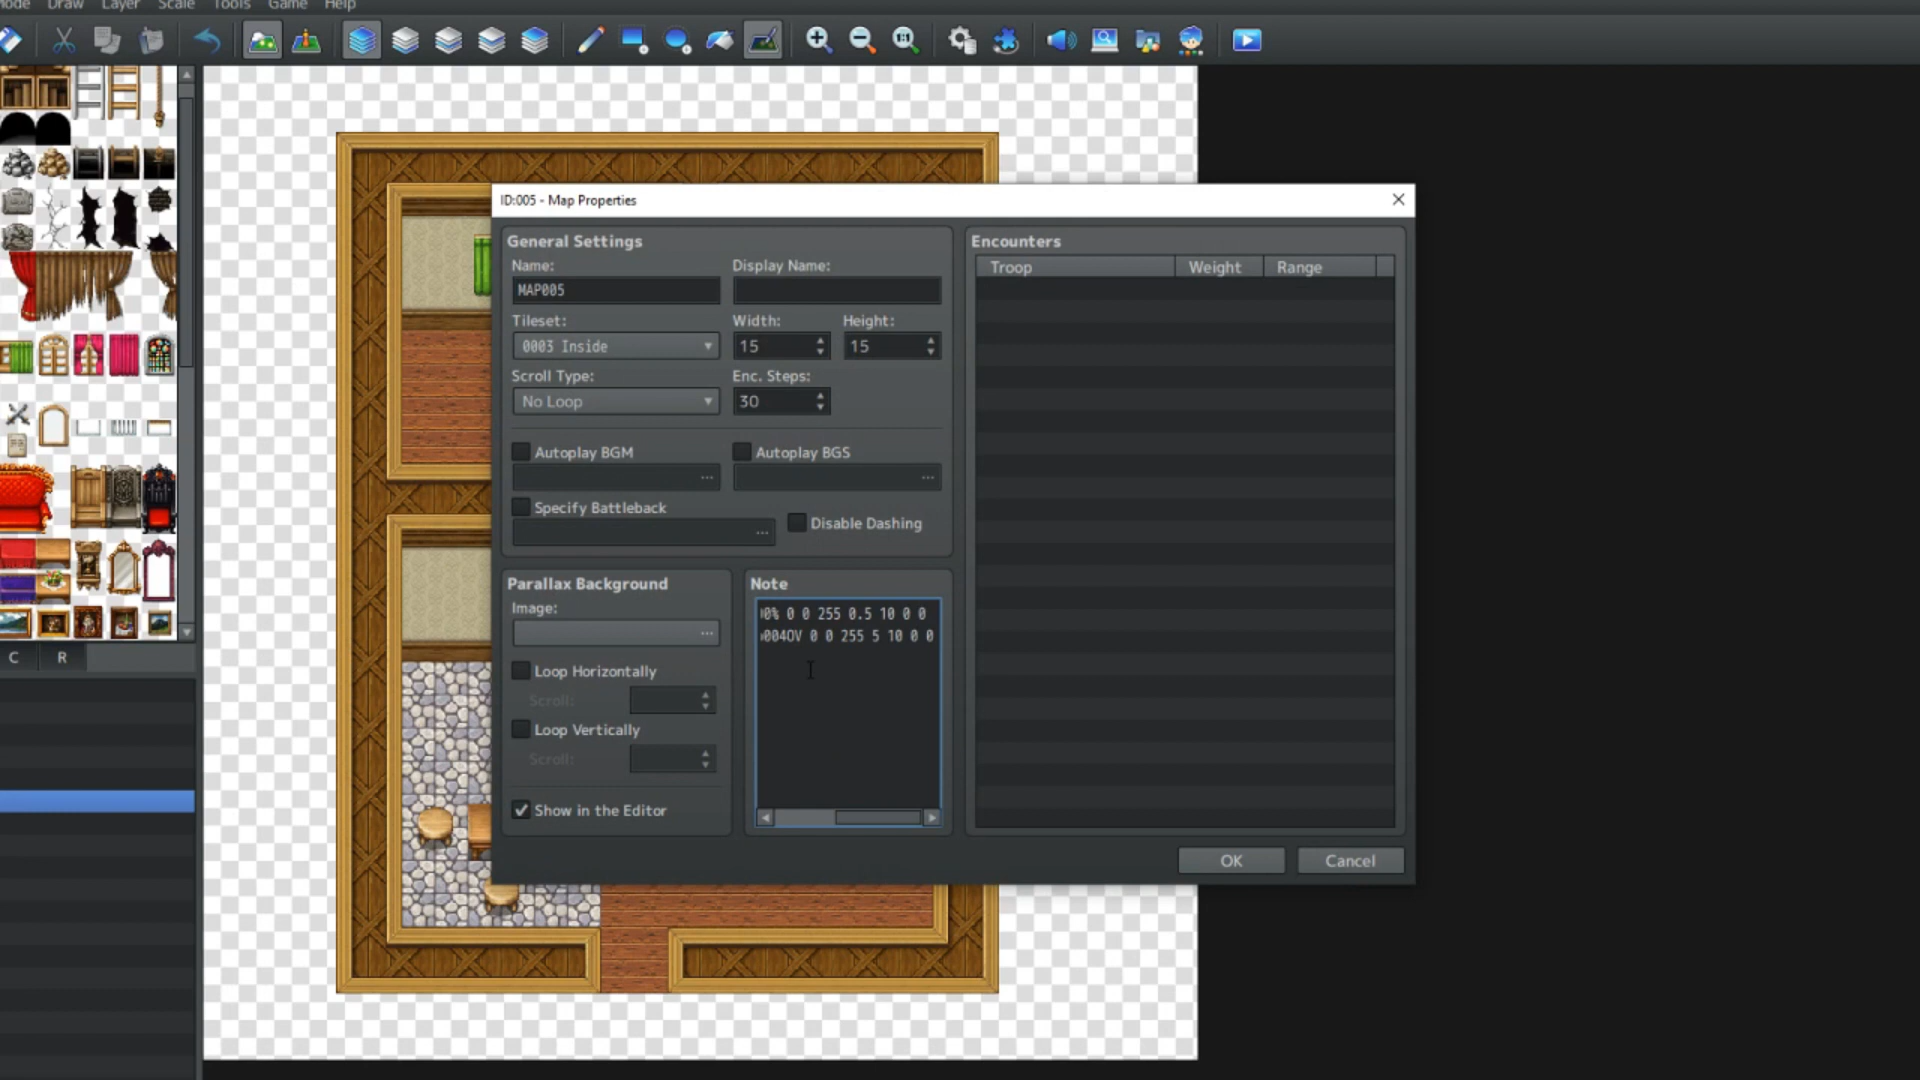 Mode Draw Layer Scale Tools Game Help
ID:005 - Map Properties
General Settings
Name:
Display Name:
MAP005
Tileset:
Width:
Height:
0003 Inside
15
15
Scroll Type:
Enc. Steps:
No Loop
30
Autoplay BGM
Autoplay BGS
...
...
Specify Battleback
...
Disable Dashing
Parallax Background
Image:
...
Loop Horizontally
Scroll:
Loop Vertically
Scroll:
Show in the Editor
Note
0% 0 0 255 0.5 10 0 0
004OV 0 0 255 5 10 0 0
Encounters
Troop Weight Range
OK
Cancel
C R